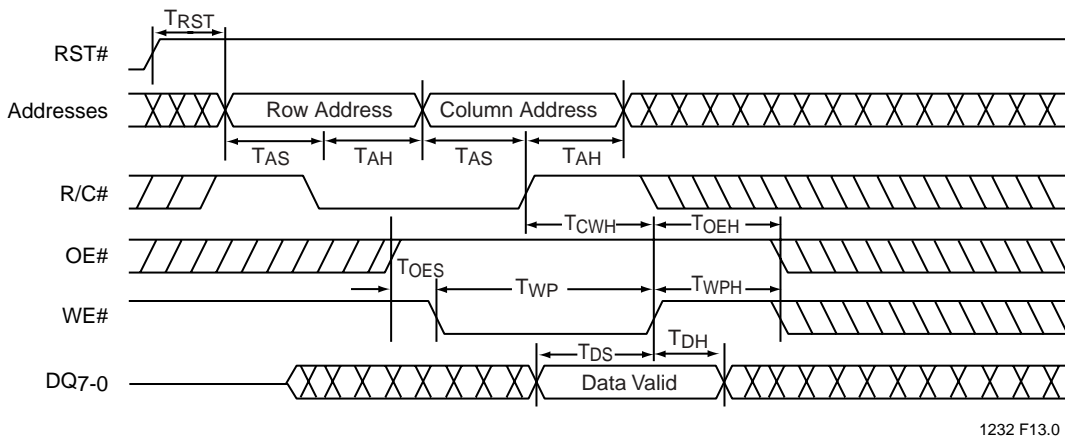 TRST
RST#
Addresses
Row Address
Column Address
TAS
TAH
TAS
TAH
R/C#
TCWH
TOEH
OE#
TOES
TWP
TWPH
WE#
TDS
TDH
DQ7-0
Data Valid
1232 F13.0